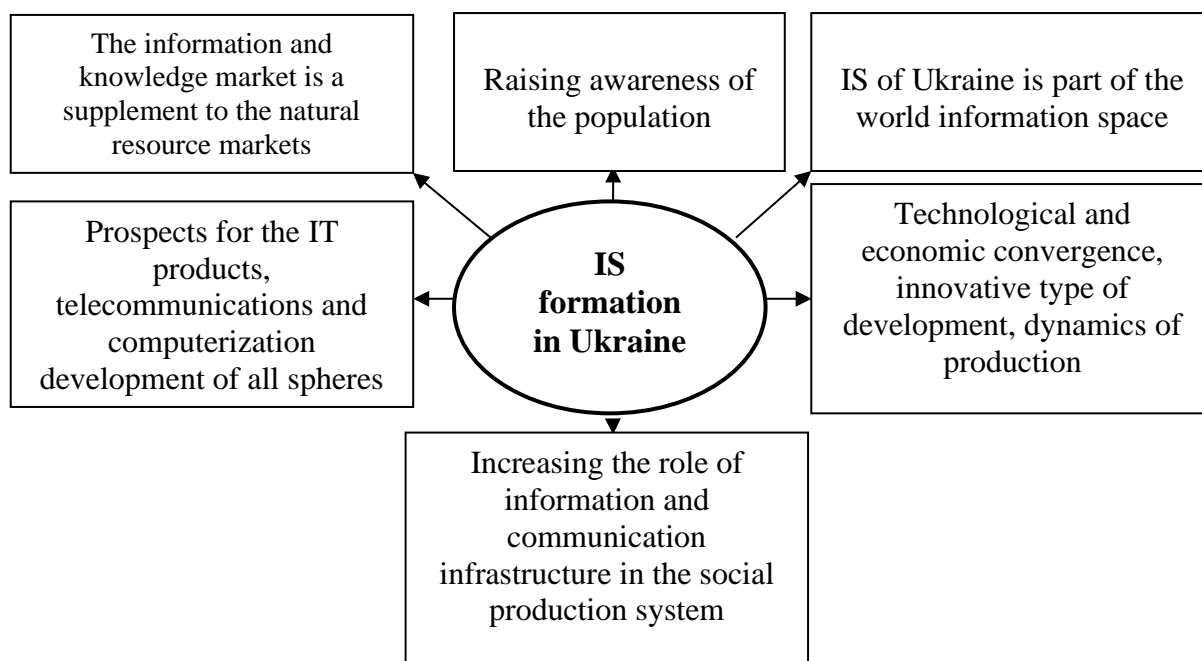 The information and
knowledge market is a
supplement to the natural
resource markets
Raising awareness of
the population
IS of Ukraine is part of the
world information space
Prospects for the IT
products,
telecommunications and
computerization
development of all spheres
IS
formation
in Ukraine
Technological and
economic convergence,
innovative type of
development, dynamics of
production
Increasing the role of
information and
communication
infrastructure in the social
production system